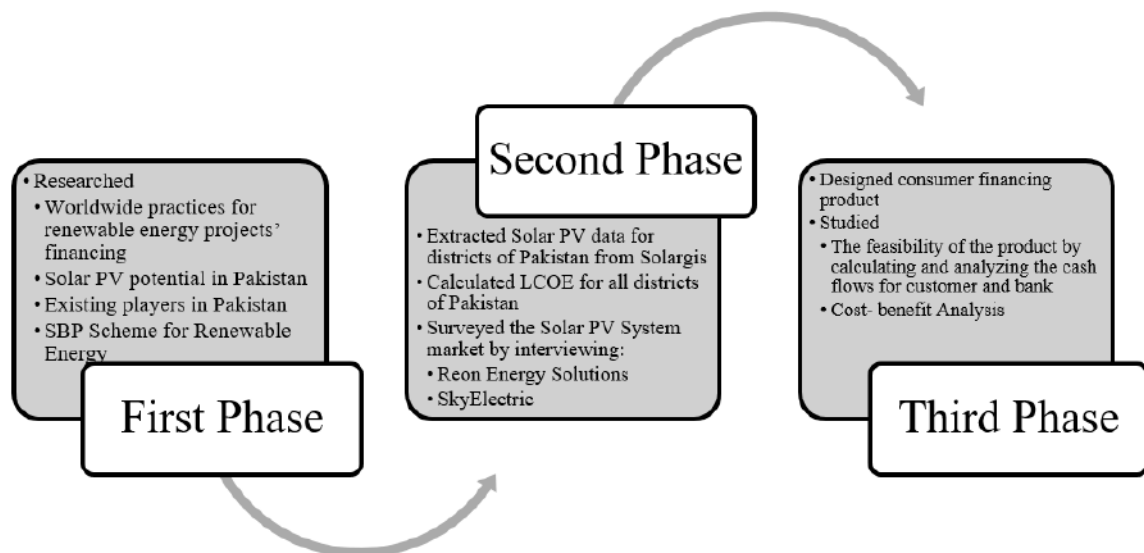 • Researched
• Worldwide practices for
renewable energy projects’
financing
• Solar PV potential in Pakistan
• Existing players in Pakistan
• SBP Scheme for Renewable
Energy
First Phase
Second Phase
• Extracted Solar PV data for
districts of Pakistan from Solargis
• Calculated LCOE for all districts
of Pakistan
• Surveyed the Solar PV System
market by interviewing:
• Reon Energy Solutions
• SkyElectric
• Designed consumer financing
product
• Studied
• The feasibility of the product by
calculating and analyzing the cash
flows for customer and bank
• Cost- benefit Analysis
Third Phase